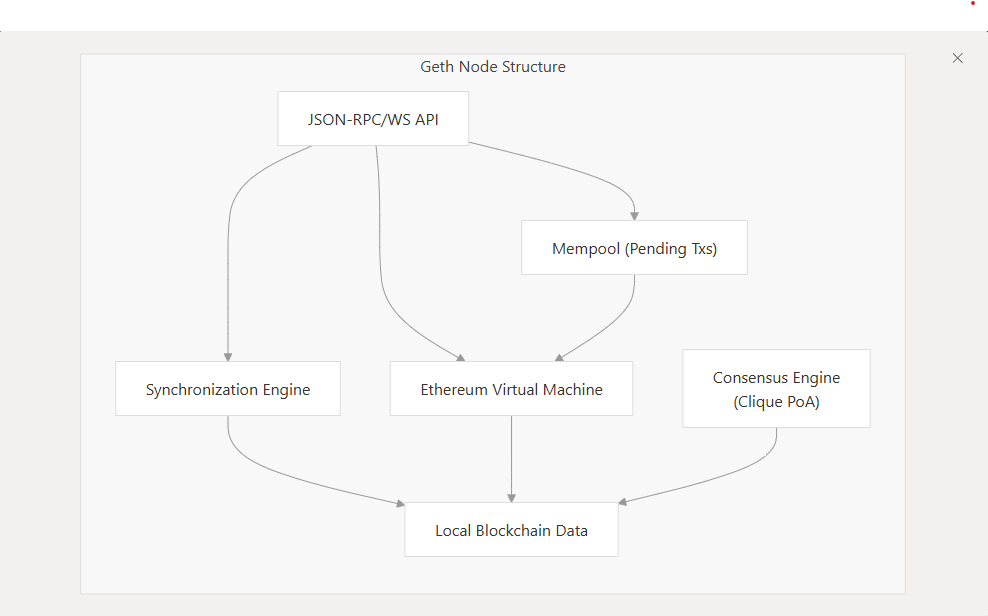 Geth Node Structure
JSON-RPC/WS API
Mempool (Pending Txs)
Synchronization Engine
Ethereum Virtual Machine
Consensus Engine
(Clique PoA)
Local Blockchain Data